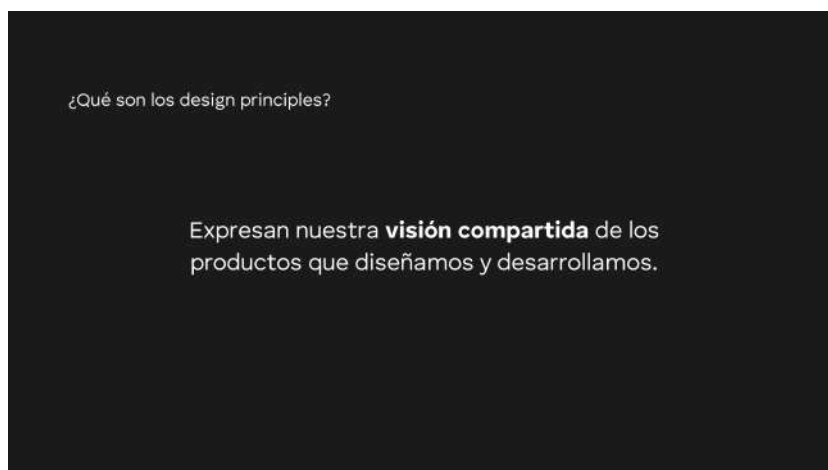 ¿Qué son los design principles?
Expresan nuestra visión compartida de los
productos que diseñamos y desarrollamos.